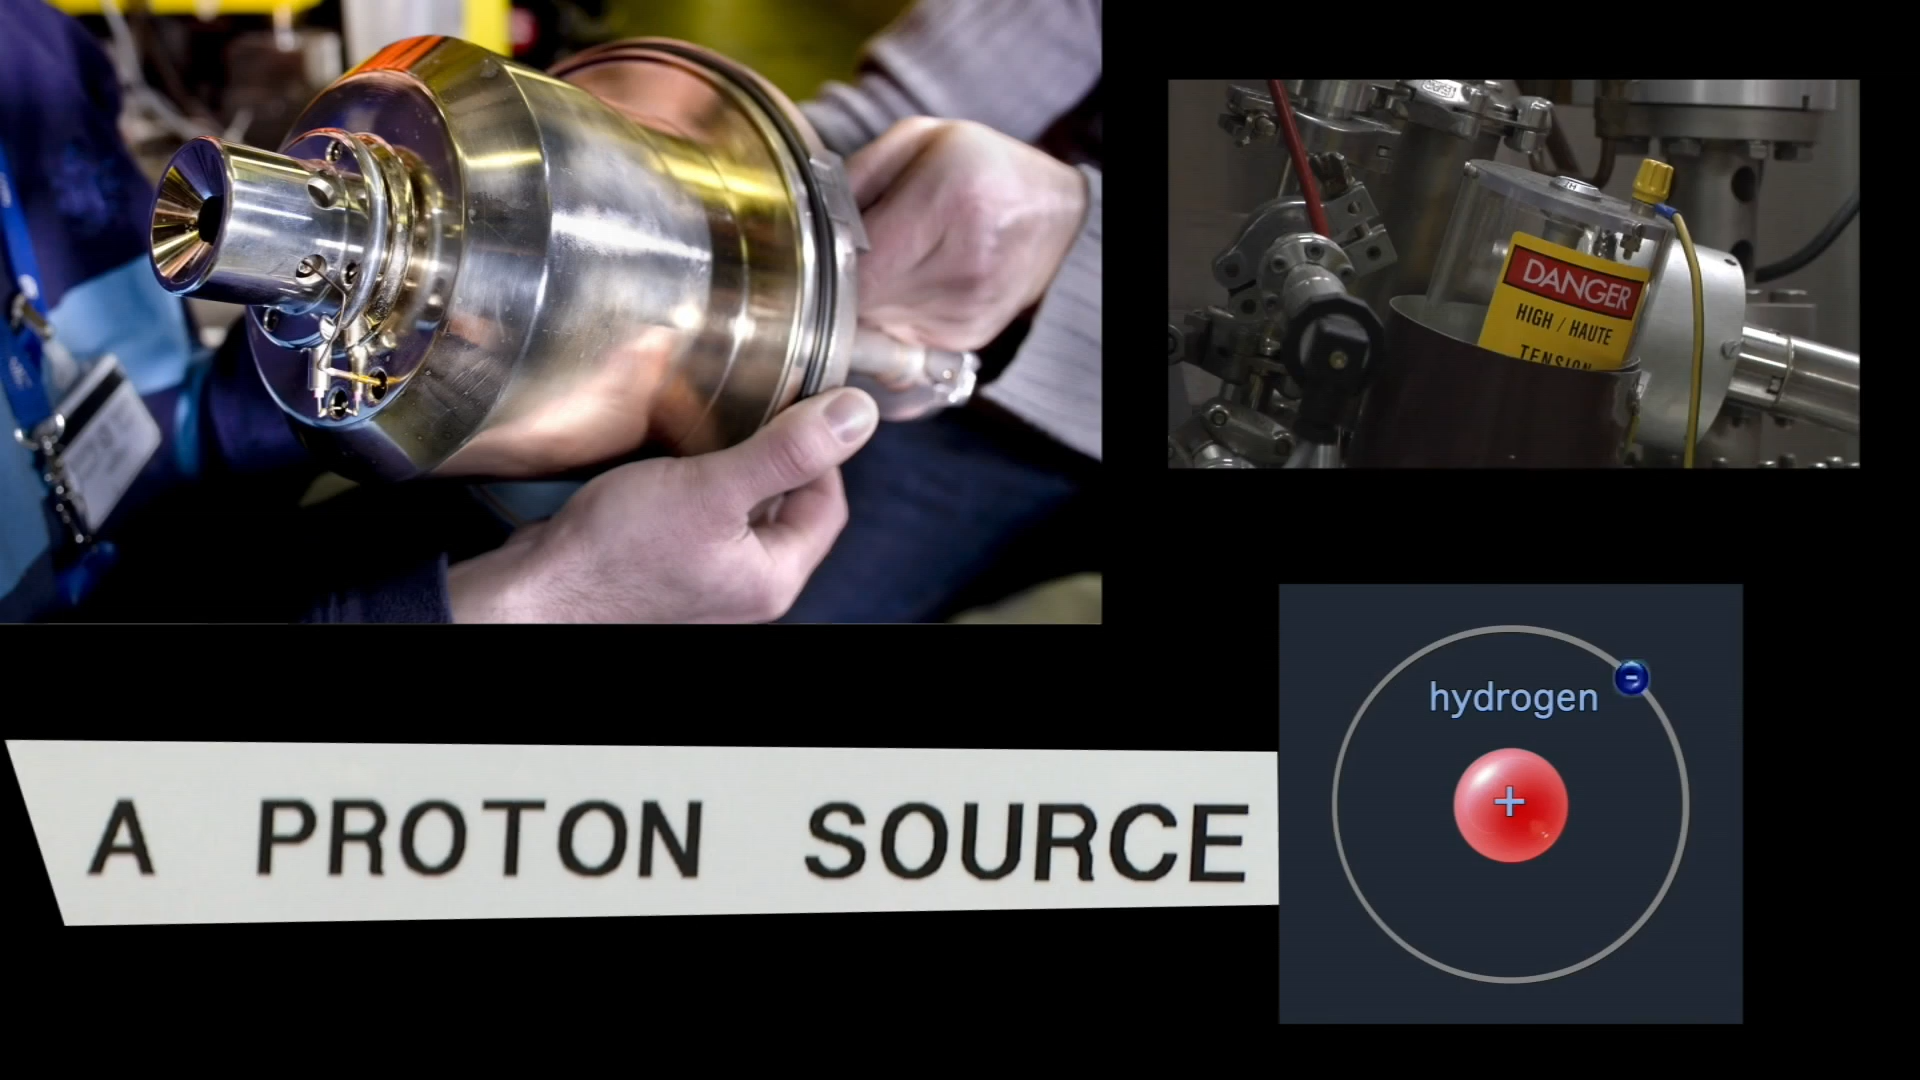 DANGER
HIGH / HAUTE
TENSION
hydrogen
-
+
A PROTON SOURCE